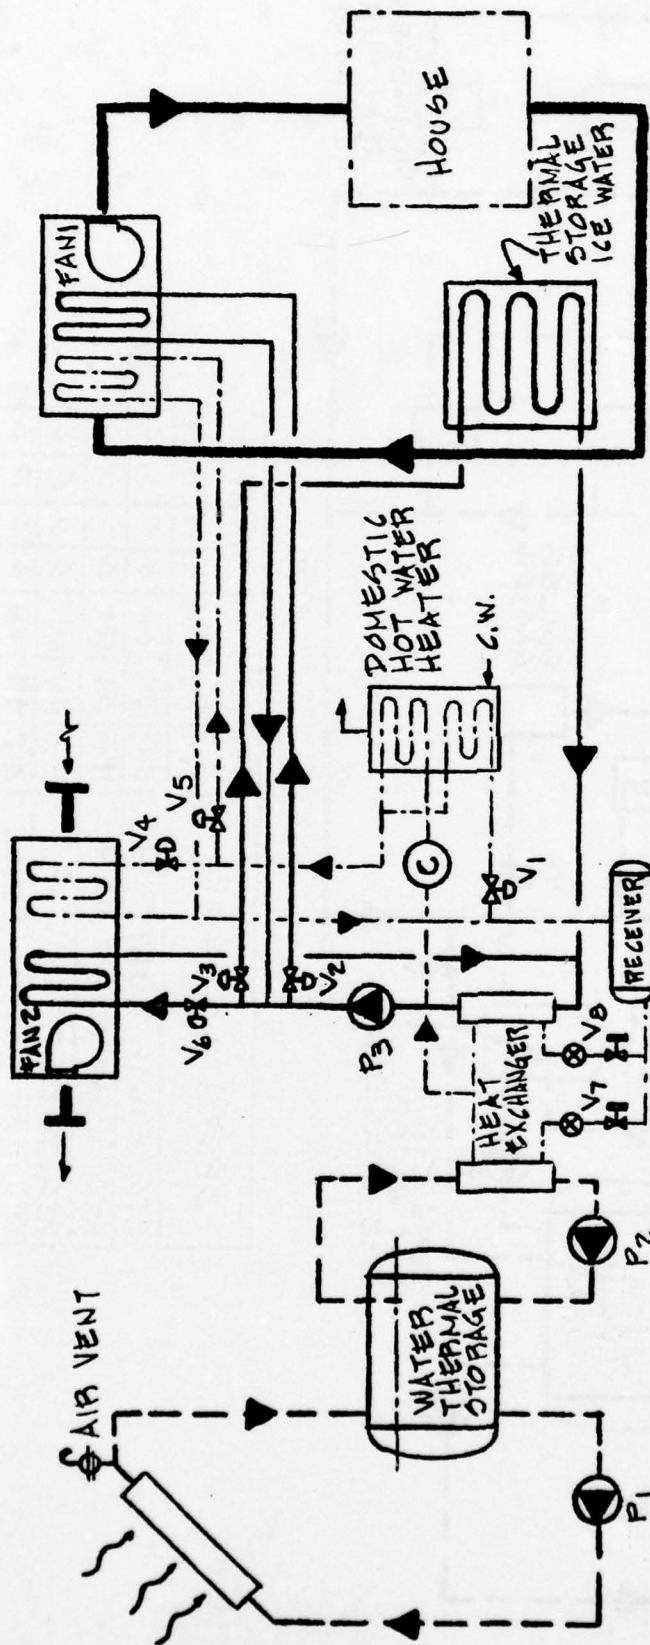 AIR VENT
WATER
THERMAL
STORAGE
P1
P2
HEAT
EXCHANGER
V7
V8
RECEIVER
P3
V2
V3
V6
FAN2
V4
V5
V1
C
DOMESTIC
HOT WATER
HEATER
C.W.
FAN1
HOUSE
THERMAL
STORAGE
ICE WATER